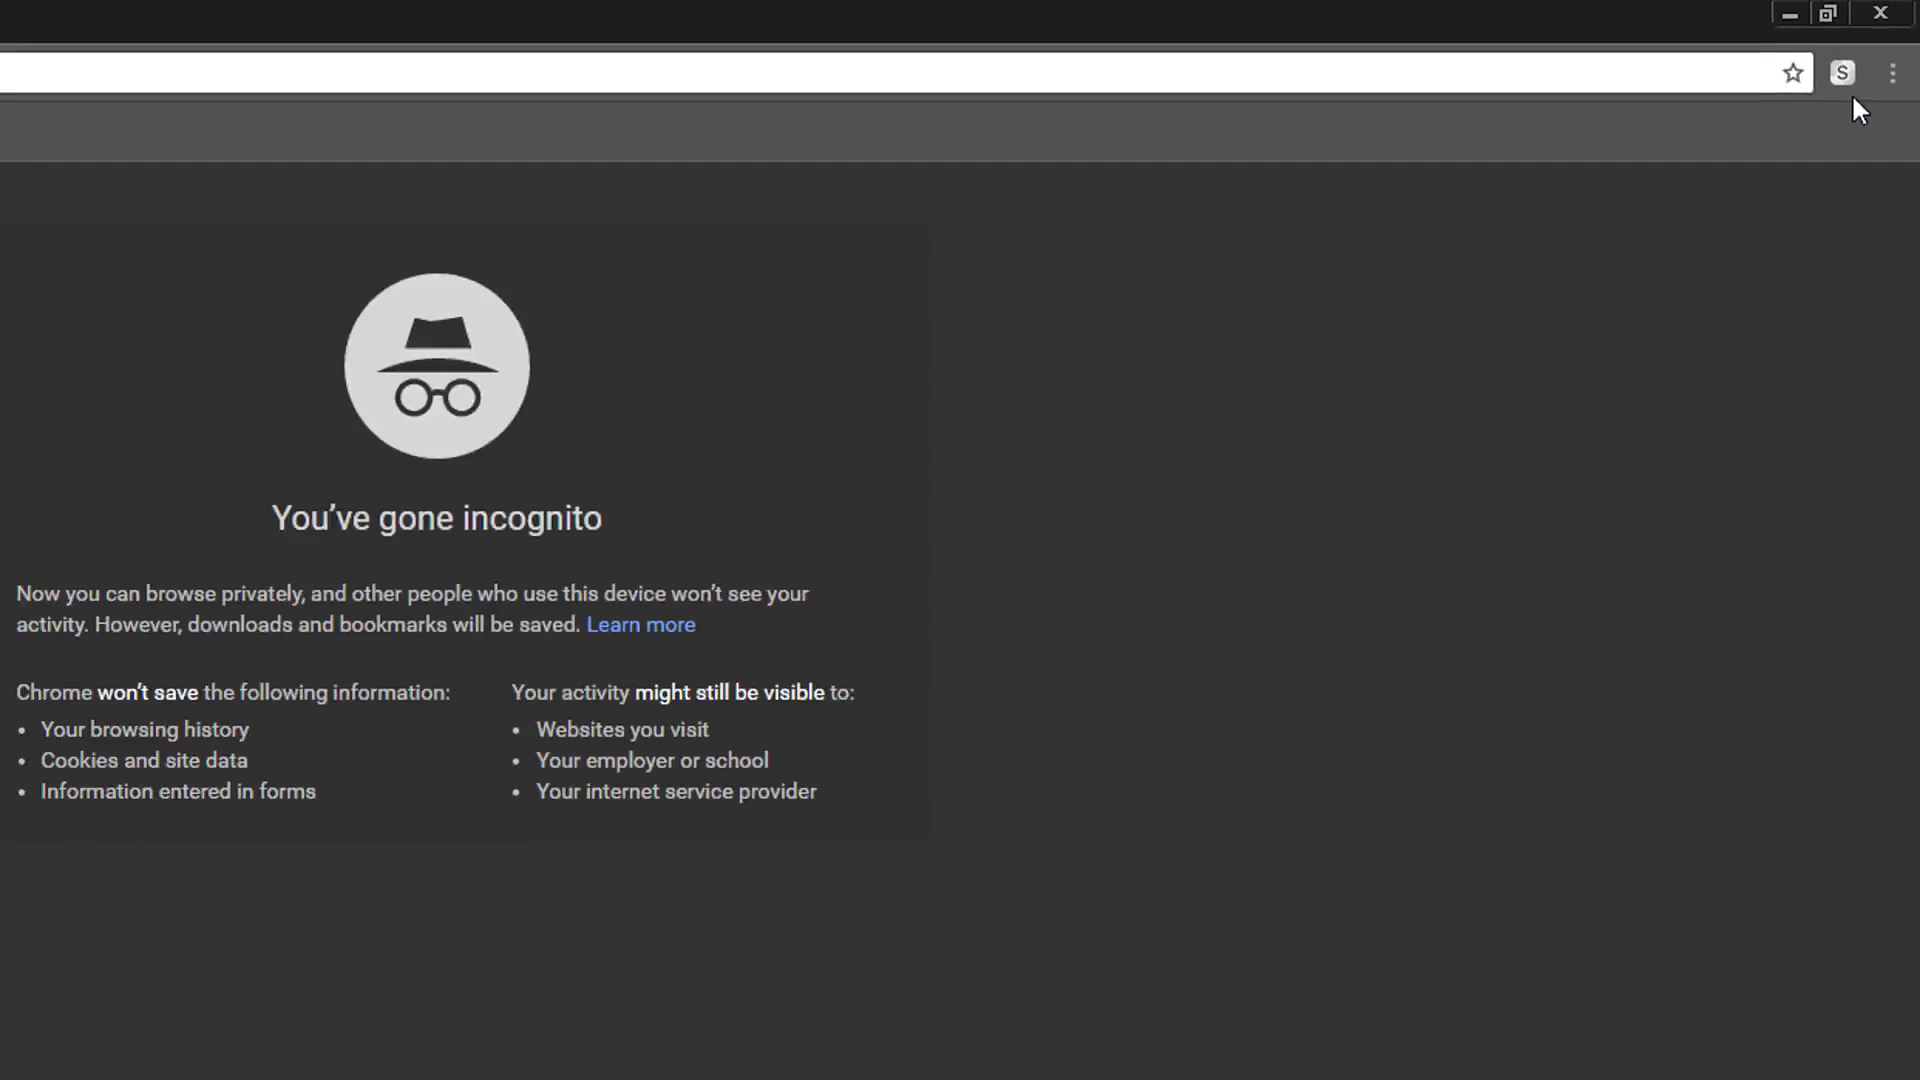 S
You've gone incognito
Now you can browse privately, and other people who use this device won't see your
activity. However, downloads and bookmarks will be saved. Learn more
Chrome won't save the following information:
• Your browsing history
• Cookies and site data
• Information entered in forms
Your activity might still be visible to:
• Websites you visit
• Your employer or school
• Your internet service provider